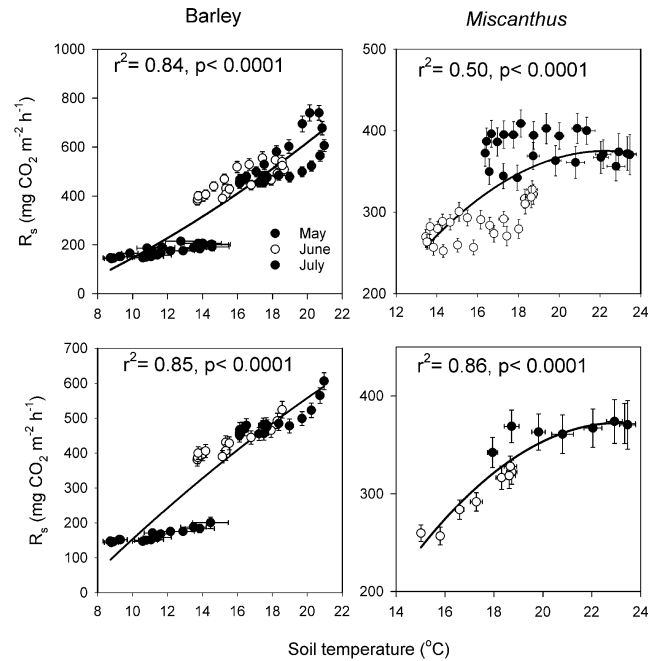 Barley
Miscanthus
r2= 0.84, p< 0.0001
r2= 0.50, p< 0.0001
Rs (mg CO2 m-2 h-1)
1000
800
600
400
200
0
500
400
300
200
May
June
July
8 10 12 14 16 18 20 22
12 14 16 18 20 22 24
r2= 0.85, p< 0.0001
r2= 0.86, p< 0.0001
Rs (mg CO2 m-2 h-1)
700
600
500
400
300
200
100
0
400
300
200
8 10 12 14 16 18 20 22
14 16 18 20 22 24
Soil temperature (oC)